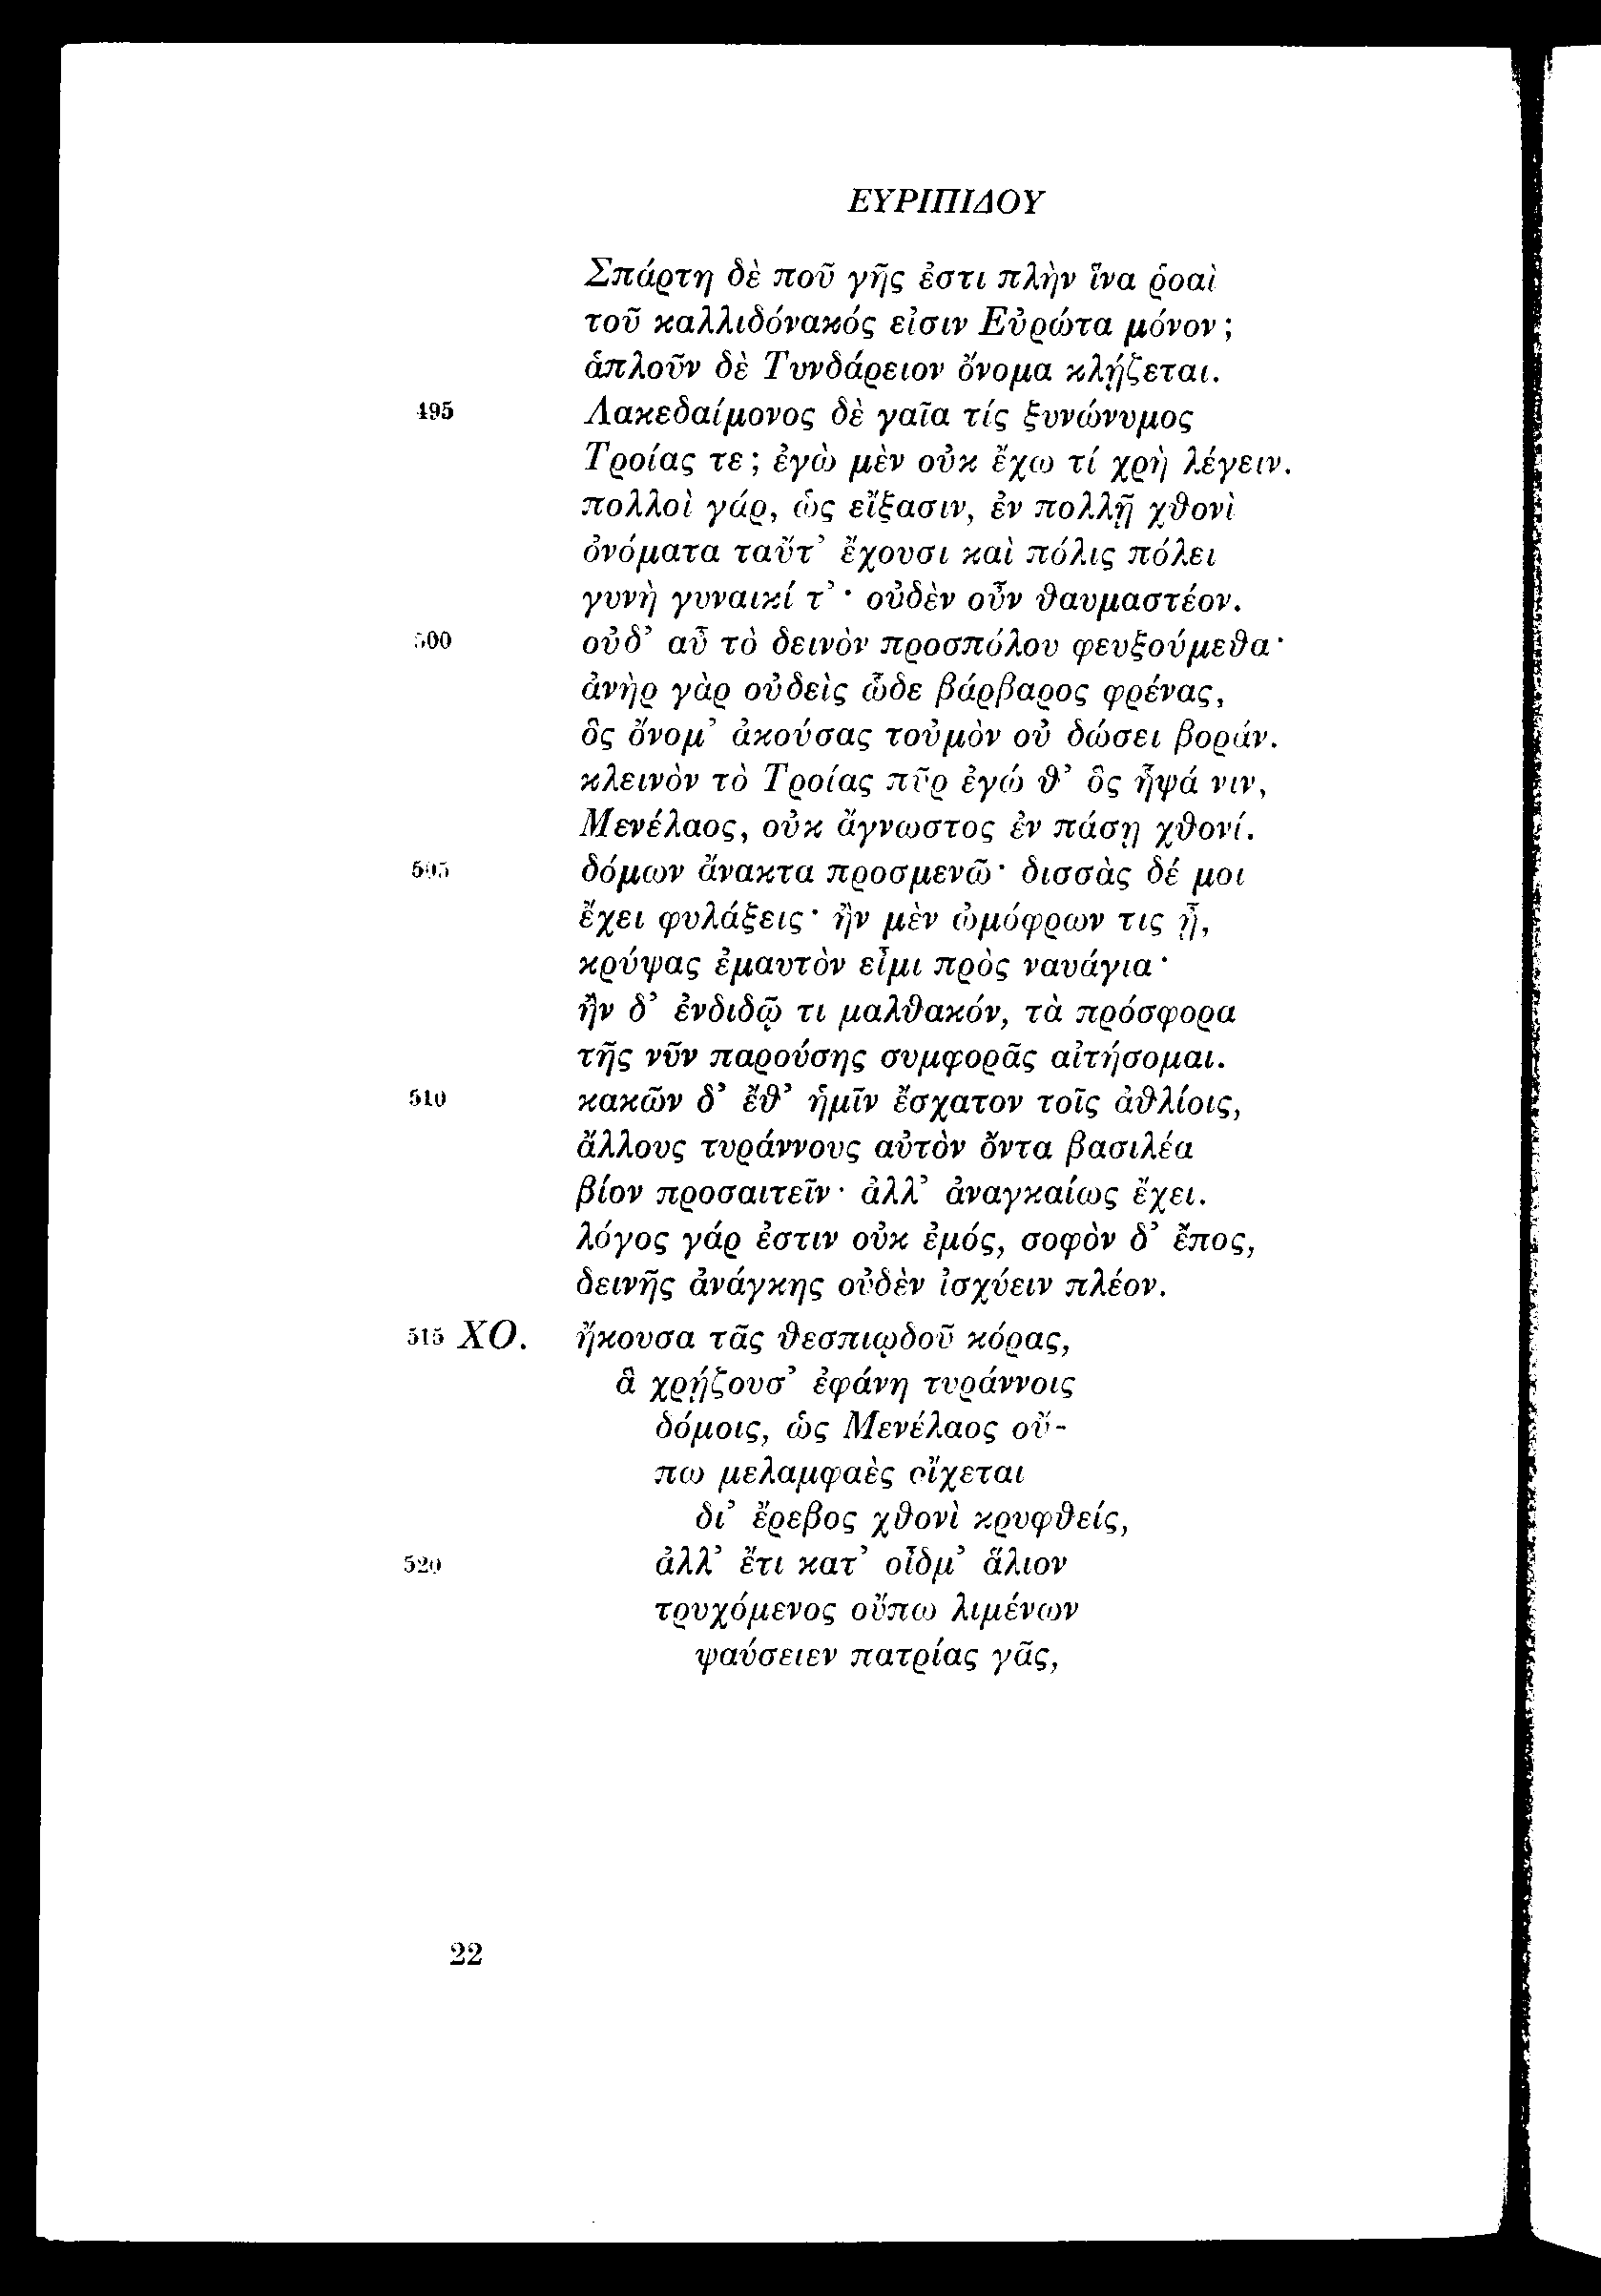 ΕΥΡΙΠΙΔΟΥ
Σπάρτη δὲ ποῦ γῆς ἐστι πλὴν ἵνα ῥοαὶ
τοῦ καλλιδόνακός εἰσιν Εὐρώτα μόνον;
ἁπλοῦν δὲ Τυνδάρειον ὄνομα κλῄζεται.
495 Λακεδαίμονος δὲ γαῖα τίς ξυνώνυμος
Τροίας τε; ἐγὼ μὲν οὐκ ἔχω τί χρὴ λέγειν.
πολλοὶ γάρ, ὡς εἴξασιν, ἐν πολλῇ χθονὶ
ὀνόματα ταὔτ' ἔχουσι καὶ πόλις πόλει
γυνὴ γυναικί τ'· οὐδὲν οὖν θαυμαστέον.
500 οὐδ' αὖ τὸ δεινὸν προσπόλου φευξούμεθα·
ἀνὴρ γὰρ οὐδεὶς ὧδε βάρβαρος φρένας,
ὃς ὄνομ' ἀκούσας τοὐμὸν οὐ δώσει βοράν.
κλεινὸν τὸ Τροίας πῦρ ἐγώ θ' ὃς ἧψά νιν,
Μενέλαος, οὐκ ἄγνωστος ἐν πάσῃ χθονί.
505 δόμων ἄνακτα προσμενῶ· δισσὰς δέ μοι
ἔχει φυλάξεις· ἢν μὲν ὠμόφρων τις ᾖ,
κρύψας ἐμαυτὸν εἶμι πρὸς ναυάγια·
ἢν δ' ἐνδιδῷ τι μαλθακόν, τὰ πρόσφορα
τῆς νῦν παρούσης συμφορᾶς αἰτήσομαι.
510 κακῶν δ' ἔθ' ἡμῖν ἔσχατον τοῖς ἀθλίοις,
ἄλλους τυράννους αὐτὸν ὄντα βασιλέα
βίον προσαιτεῖν· ἀλλ' ἀναγκαίως ἔχει.
λόγος γάρ ἐστιν οὐκ ἐμός, σοφὸν δ' ἔπος,
δεινῆς ἀνάγκης οὐδὲν ἰσχύειν πλέον.
515 ΧΟ. ἤκουσα τᾶς θεσπιῳδοῦ κόρας,
ἃ χρῄζουσ' ἐφάνη τυράννοις
δόμοις, ὡς Μενέλαος οὔ-
πω μελαμφαὲς οἴχεται
δι' ἔρεβος χθονὶ κρυφθείς,
520 ἀλλ' ἔτι κατ' οἶδμ' ἅλιον
τρυχόμενος οὔπω λιμένων
ψαύσειεν πατρίας γᾶς,
22